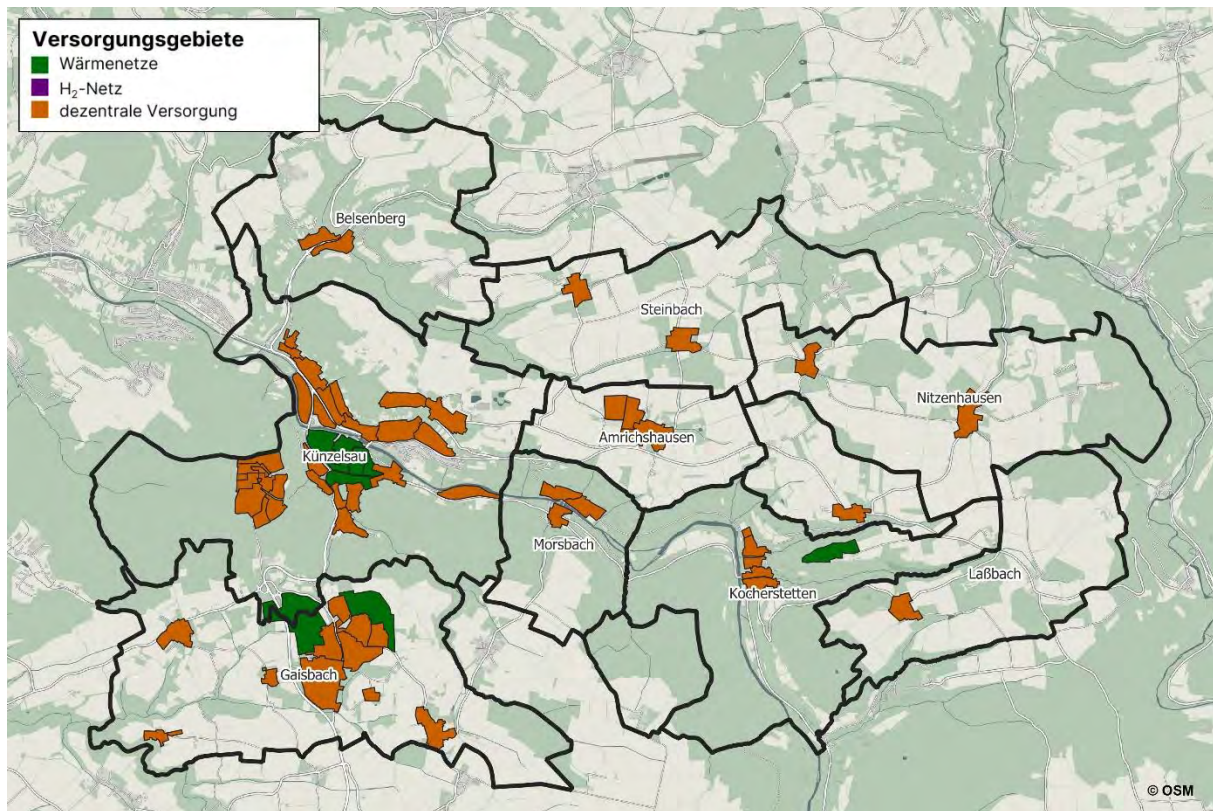 Versorgungsgebiete
Wärmenetze
H₂-Netz
dezentrale Versorgung
Belsenberg
Steinbach
Nitzenhausen
Amrichshausen
Künzelsau
Morsbach
Laßbach
Kocherstetten
Gaisbach
© OSM